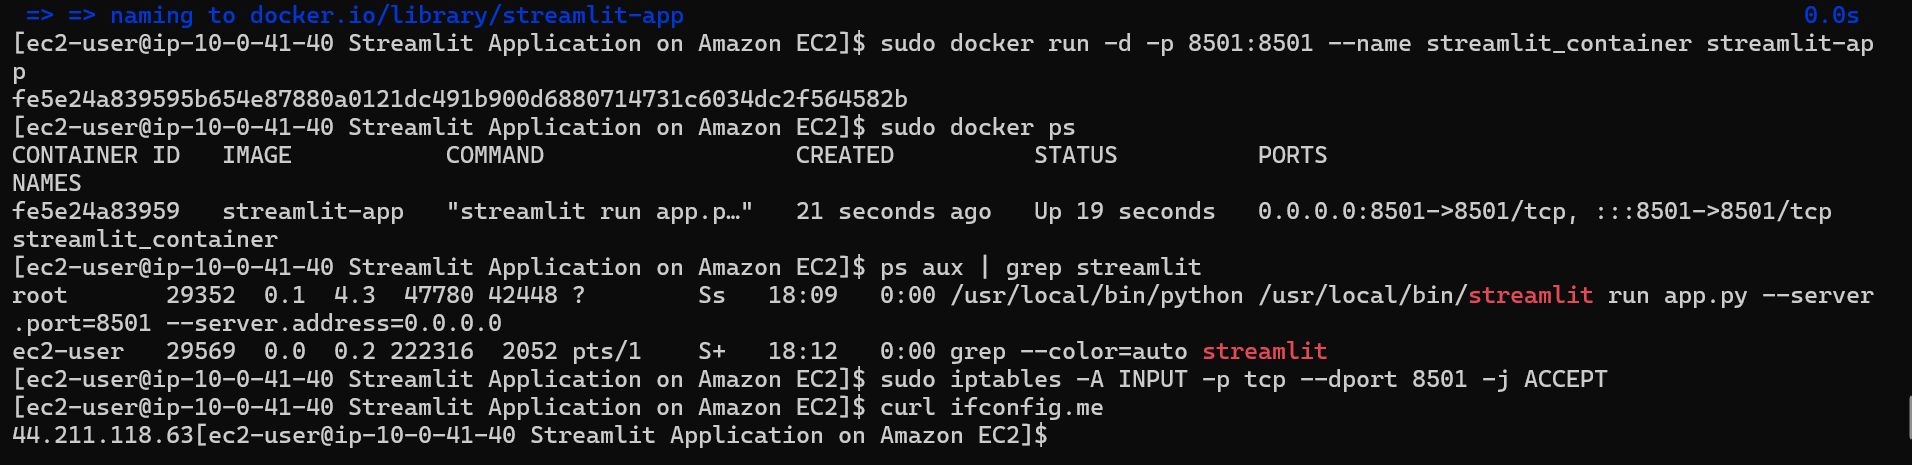 => => naming to docker.io/library/streamlit-app 0.0s
[ec2-user@ip-10-0-41-40 Streamlit Application on Amazon EC2]$ sudo docker run -d -p 8501:8501 --name streamlit_container streamlit-ap
p
fe5e24a839595b654e87880a0121dc491b900d6880714731c6034dc2f564582b
[ec2-user@ip-10-0-41-40 Streamlit Application on Amazon EC2]$ sudo docker ps
CONTAINER ID   IMAGE           COMMAND                  CREATED          STATUS          PORTS
NAMES
fe5e24a83959   streamlit-app   "streamlit run app.p…"   21 seconds ago   Up 19 seconds   0.0.0.0:8501->8501/tcp, :::8501->8501/tcp
streamlit_container
[ec2-user@ip-10-0-41-40 Streamlit Application on Amazon EC2]$ ps aux | grep streamlit
root       29352  0.1  4.3  47780 42448 ?        Ss   18:09   0:00 /usr/local/bin/python /usr/local/bin/streamlit run app.py --server
.port=8501 --server.address=0.0.0.0
ec2-user   29569  0.0  0.2 222316  2052 pts/1    S+   18:12   0:00 grep --color=auto streamlit
[ec2-user@ip-10-0-41-40 Streamlit Application on Amazon EC2]$ sudo iptables -A INPUT -p tcp --dport 8501 -j ACCEPT
[ec2-user@ip-10-0-41-40 Streamlit Application on Amazon EC2]$ curl ifconfig.me
44.211.118.63[ec2-user@ip-10-0-41-40 Streamlit Application on Amazon EC2]$